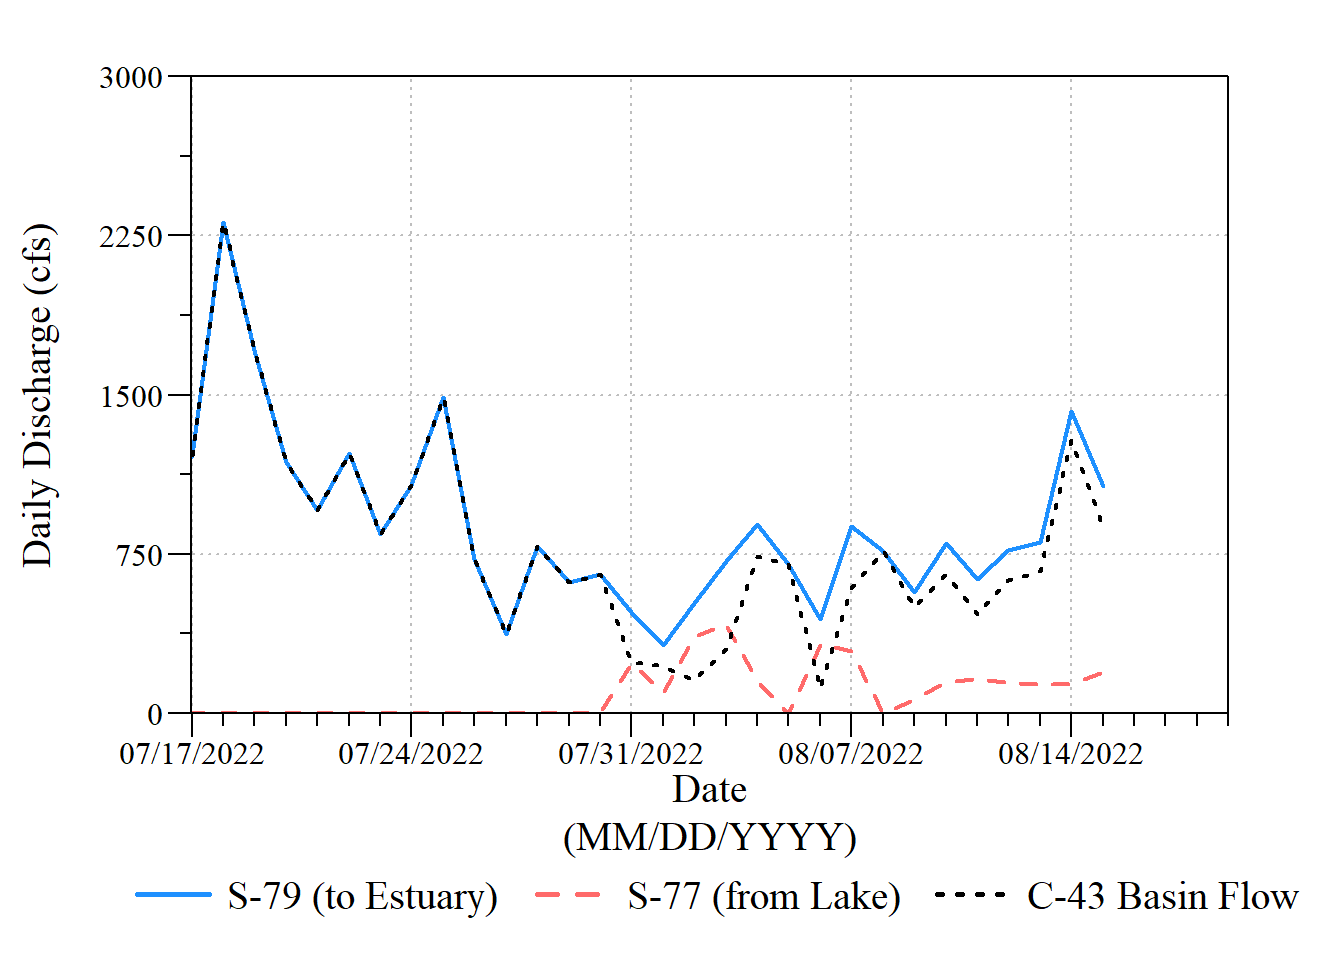 3000
2250
1500
750
0
Daily Discharge (cfs)
07/17/2022 07/24/2022 07/31/2022 08/07/2022 08/14/2022
Date
(MM/DD/YYYY)
S-79 (to Estuary) S-77 (from Lake) C-43 Basin Flow